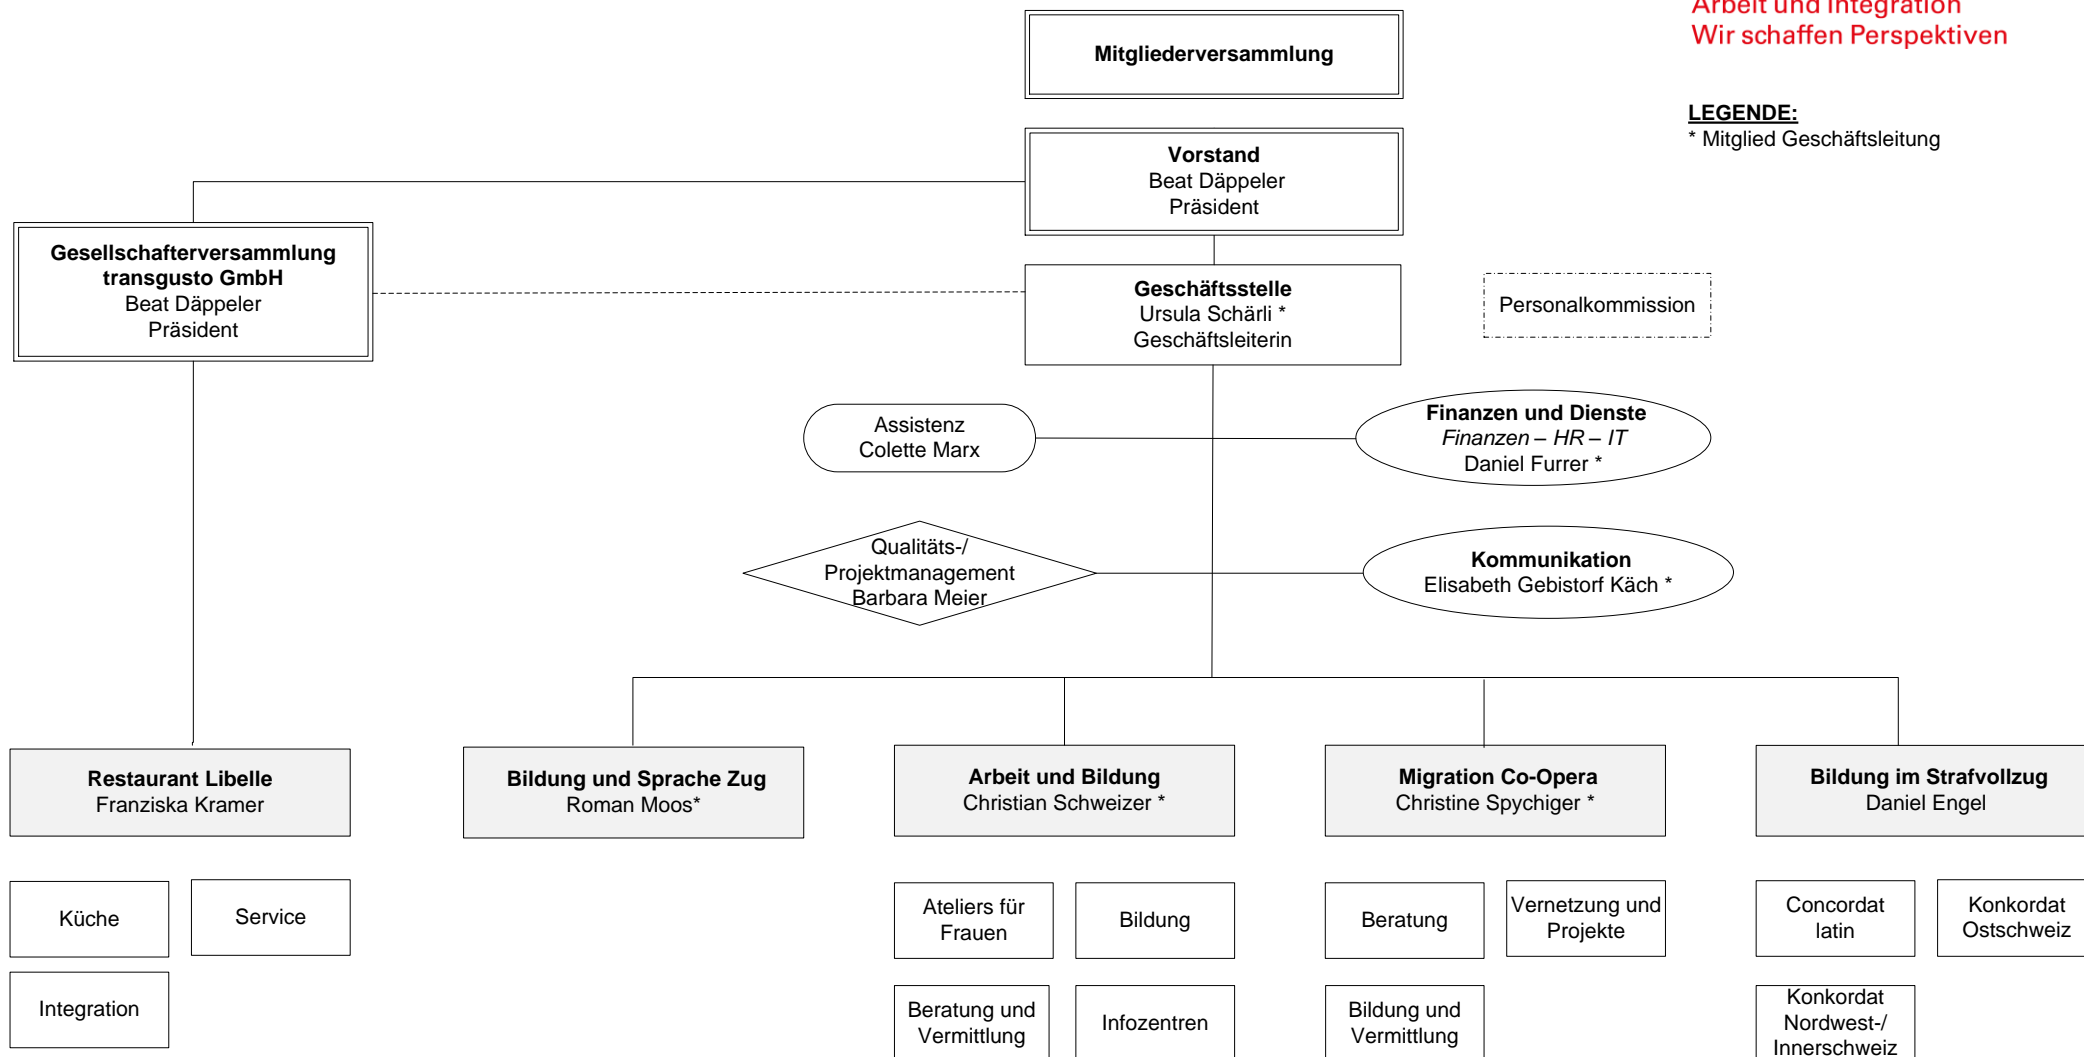 Arbeit und Integration
Wir schaffen Perspektiven
Mitgliederversammlung
LEGENDE:
* Mitglied Geschäftsleitung
Vorstand
Beat Däppeler
Präsident
Gesellschafterversammlung
transgusto GmbH
Beat Däppeler
Präsident
Geschäftsstelle
Ursula Schärli *
Geschäftsleiterin
Personalkommission
Assistenz
Colette Marx
Finanzen und Dienste
Finanzen – HR – IT
Daniel Furrer *
Qualitäts-/
Projektmanagement
Barbara Meier
Kommunikation
Elisabeth Gebistorf Käch *
Restaurant Libelle
Franziska Kramer
Bildung und Sprache Zug
Roman Moos*
Arbeit und Bildung
Christian Schweizer *
Migration Co-Opera
Christine Spychiger *
Bildung im Strafvollzug
Daniel Engel
Küche
Service
Integration
Ateliers für
Frauen
Bildung
Beratung und
Vermittlung
Infozentren
Beratung
Vernetzung und
Projekte
Bildung und
Vermittlung
Concordat
latin
Konkordat
Ostschweiz
Konkordat
Nordwest-/
Innerschweiz